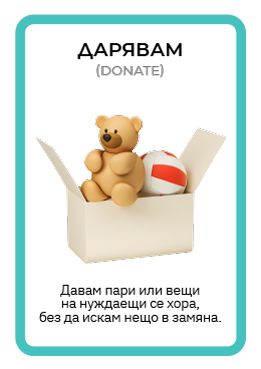 ДАРЯВАМ
(DONATE)
Давам пари или вещи
на нуждаещи се хора,
без да искам нещо в замяна.